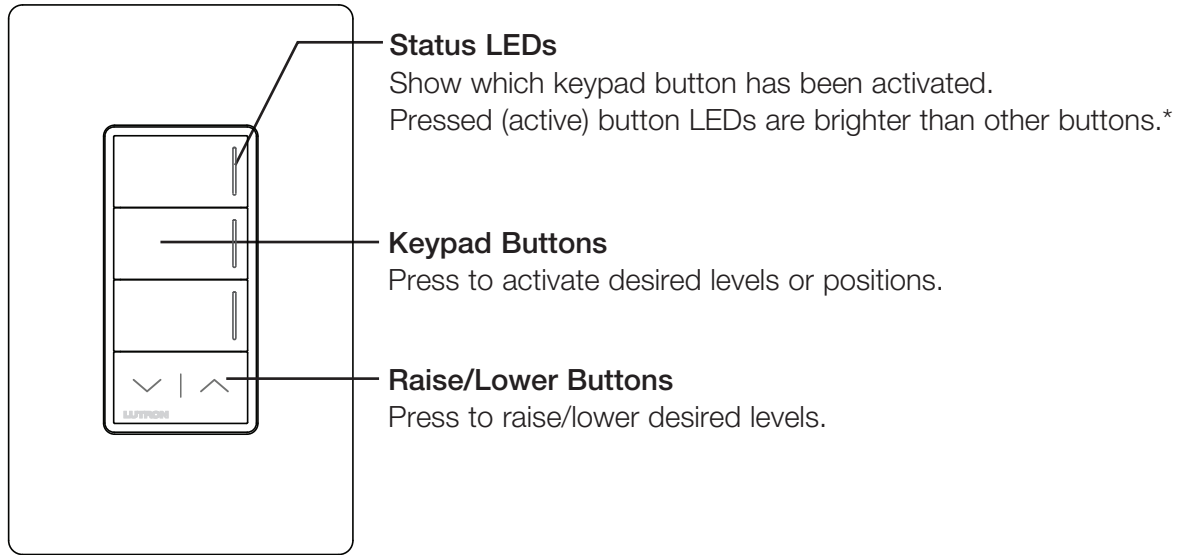 Status LEDs
Show which keypad button has been activated.
Pressed (active) button LEDs are brighter than other buttons.*
Keypad Buttons
Press to activate desired levels or positions.
Raise/Lower Buttons
Press to raise/lower desired levels.
LUTRON